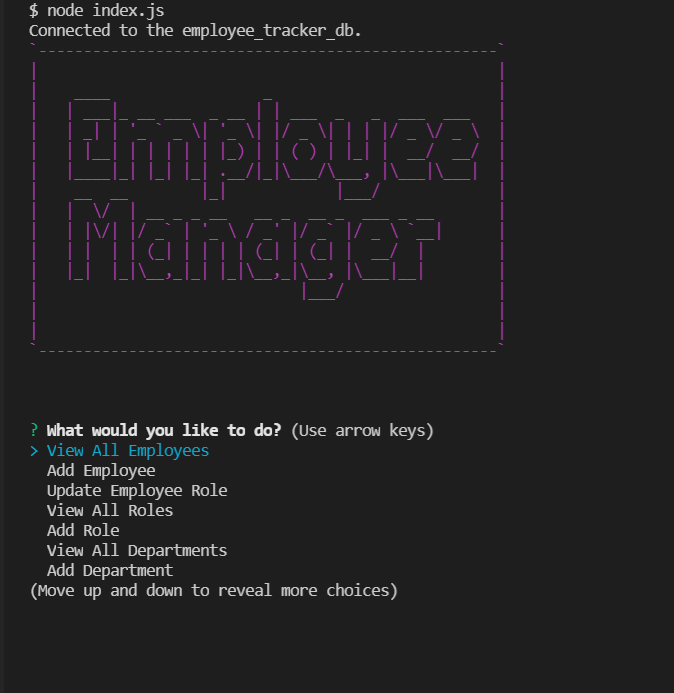 $ node index.js
Connected to the employee_tracker_db.
Employee
Manager
? What would you like to do? (Use arrow keys)
> View All Employees
Add Employee
Update Employee Role
View All Roles
Add Role
View All Departments
Add Department
(Move up and down to reveal more choices)